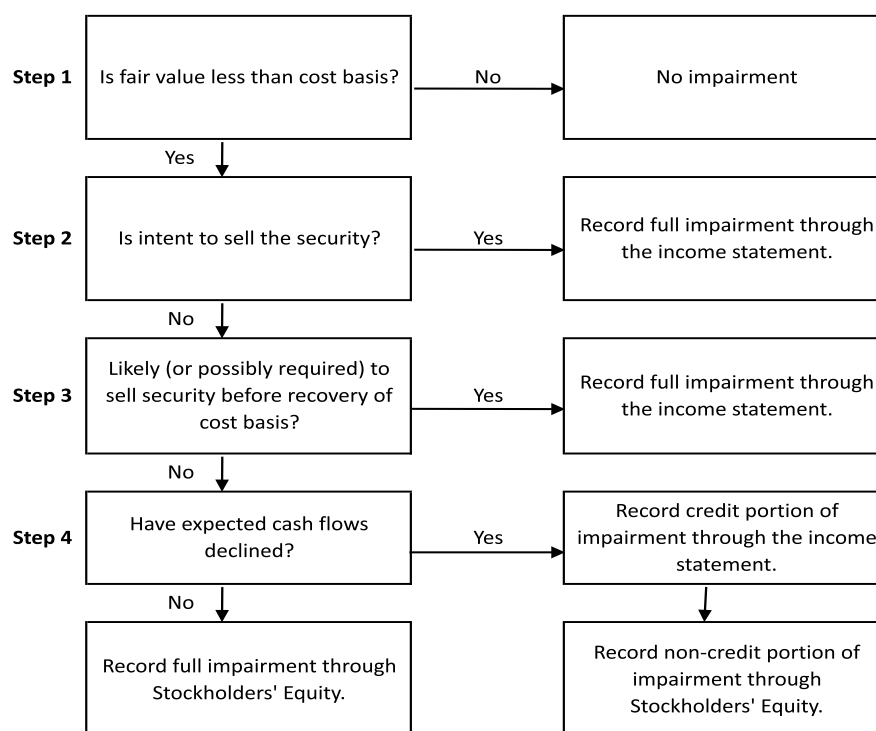 Step 1
Is fair value less than cost basis?
No
No impairment
Yes
Step 2
Is intent to sell the security?
Yes
Record full impairment through
the income statement.
No
Step 3
Likely (or possibly required) to
sell security before recovery of
cost basis?
Yes
Record full impairment through
the income statement.
No
Step 4
Have expected cash flows
declined?
Yes
Record credit portion of
impairment through the income
statement.
No
Record full impairment through
Stockholders' Equity.
Record non-credit portion of
impairment through
Stockholders' Equity.